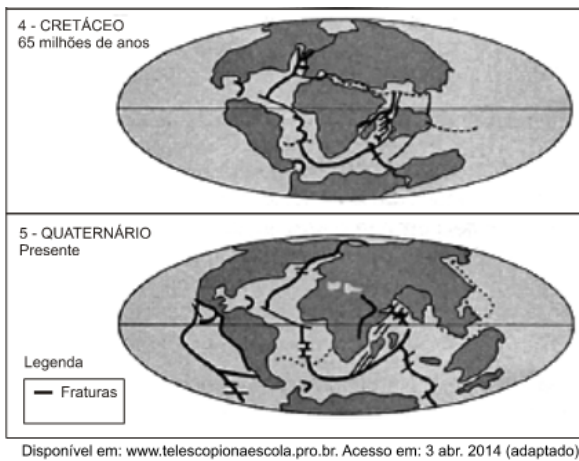 4 - CRETÁCEO
65 milhões de anos
5 - QUATERNÁRIO
Presente
Legenda
Fraturas
Disponível em: www.telescopionaescola.pro.br. Acesso em: 3 abr. 2014 (adaptado)